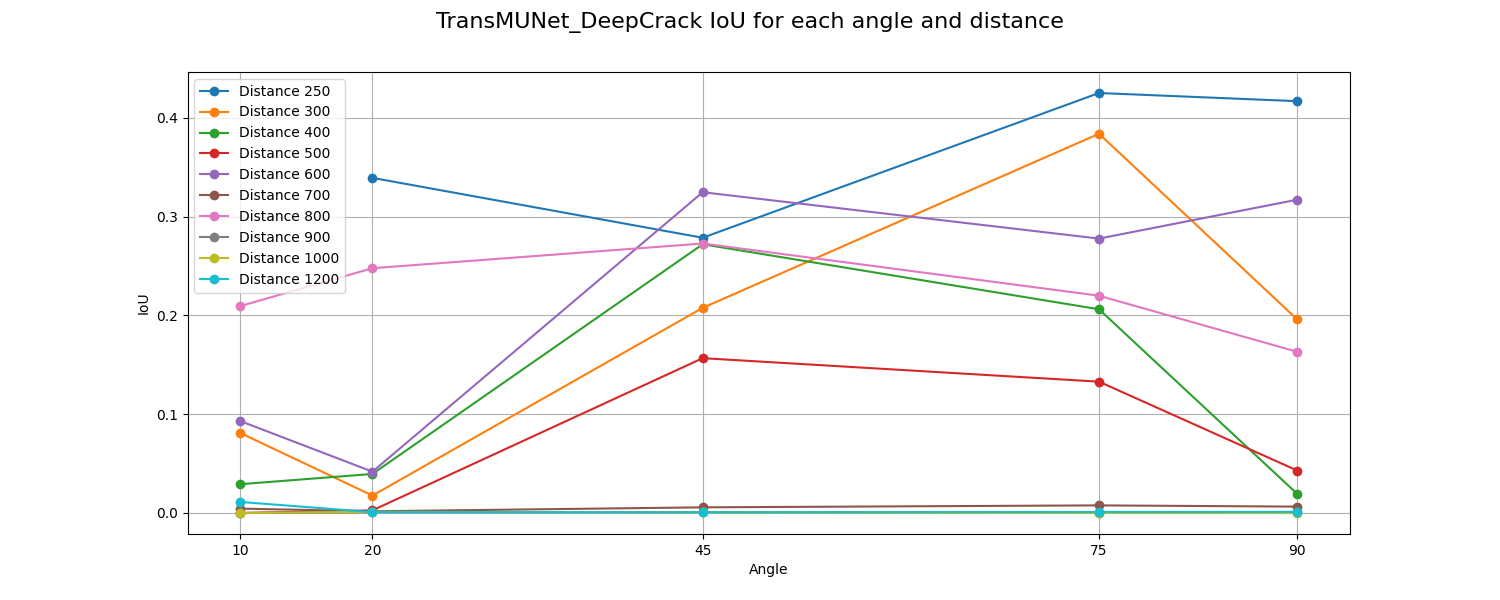 TransMUNet_DeepCrack IoU for each angle and distance
Distance 250
Distance 300
Distance 400
Distance 500
Distance 600
Distance 700
Distance 800
Distance 900
Distance 1000
Distance 1200
0.4
0.3
0.2
0.1
0.0
IoU
10 20 45 75 90
Angle